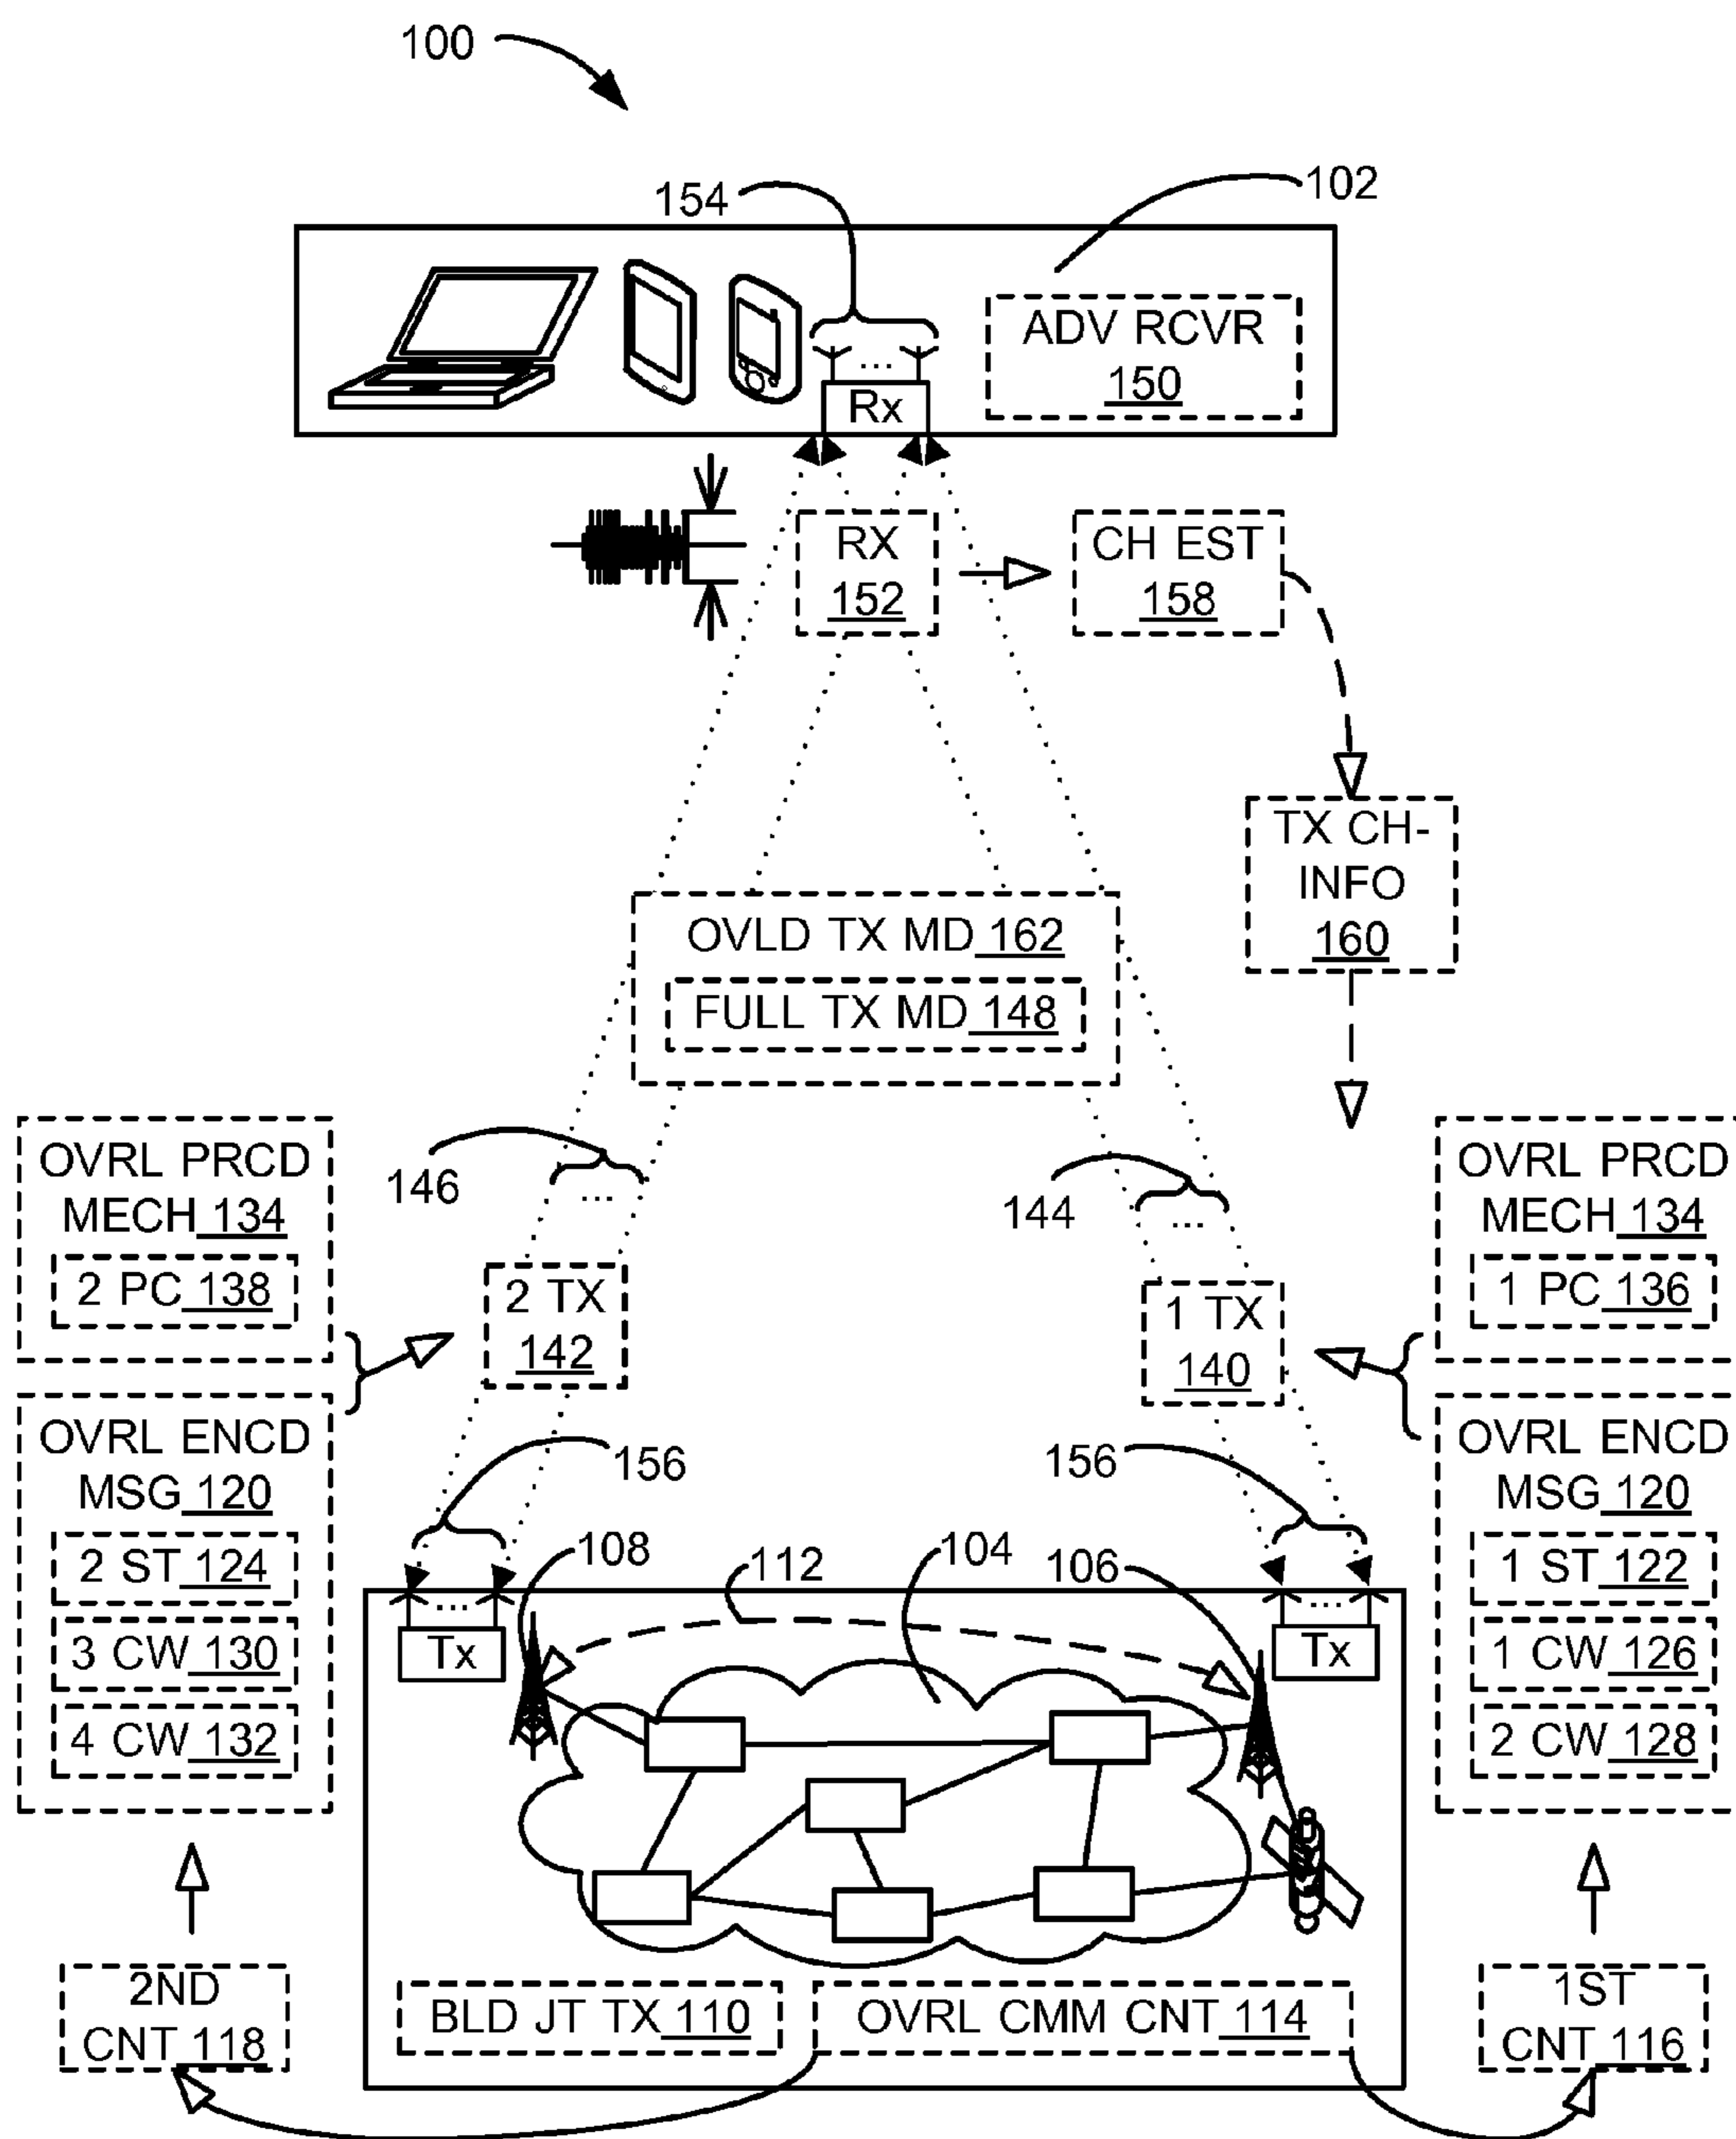 100
154
102
ADV RCVR
150
...
Rx
RX
152
CH EST
158
TX CH-
INFO
160
OVLD TX MD 162
FULL TX MD 148
OVRL PRCD
MECH 134
2 PC 138
146
...
144
...
OVRL PRCD
MECH 134
1 PC 136
2 TX
142
1 TX
140
OVRL ENCD
MSG 120
2 ST 124
3 CW 130
4 CW 132
156
156
OVRL ENCD
MSG 120
1 ST 122
1 CW 126
2 CW 128
108
112
104
106
...
Tx
...
Tx
2ND
CNT 118
BLD JT TX 110
OVRL CMM CNT 114
1ST
CNT 116